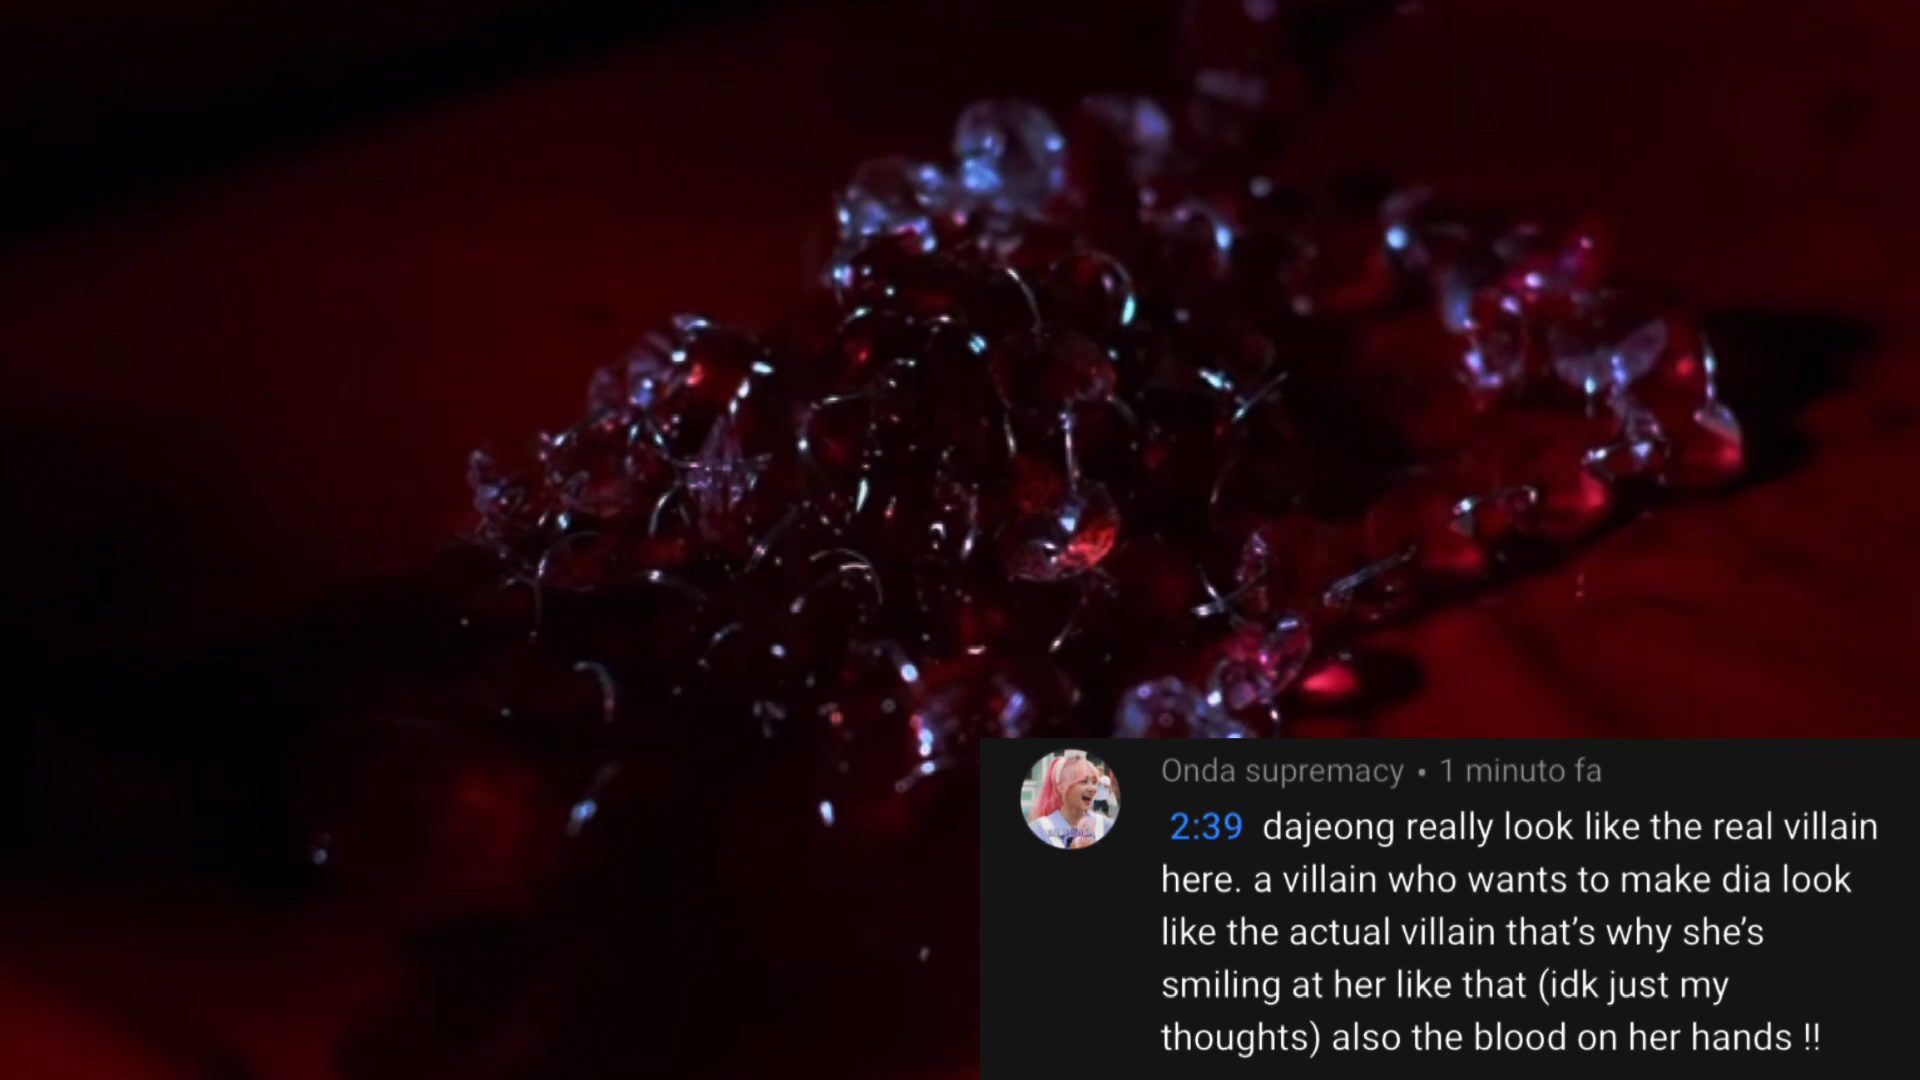 Onda supremacy • 1 minuto fa
2:39 dajeong really look like the real villain
here. a villain who wants to make dia look
like the actual villain that’s why she’s
smiling at her like that (idk just my
thoughts) also the blood on her hands !!